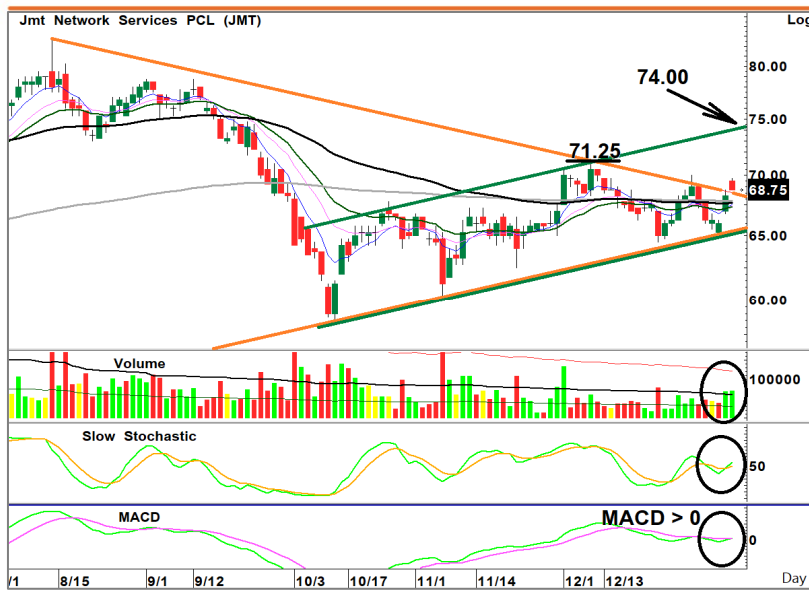 Jmt Network Services PCL (JMT)
Log
80.00
74.00
75.00
71.25
70.00
68.75
65.00
60.00
Volume
100000
Slow Stochastic
50
MACD
MACD > 0
0
/1 8/15 9/1 9/12 10/3 10/17 11/1 11/14 12/1 12/13 Day